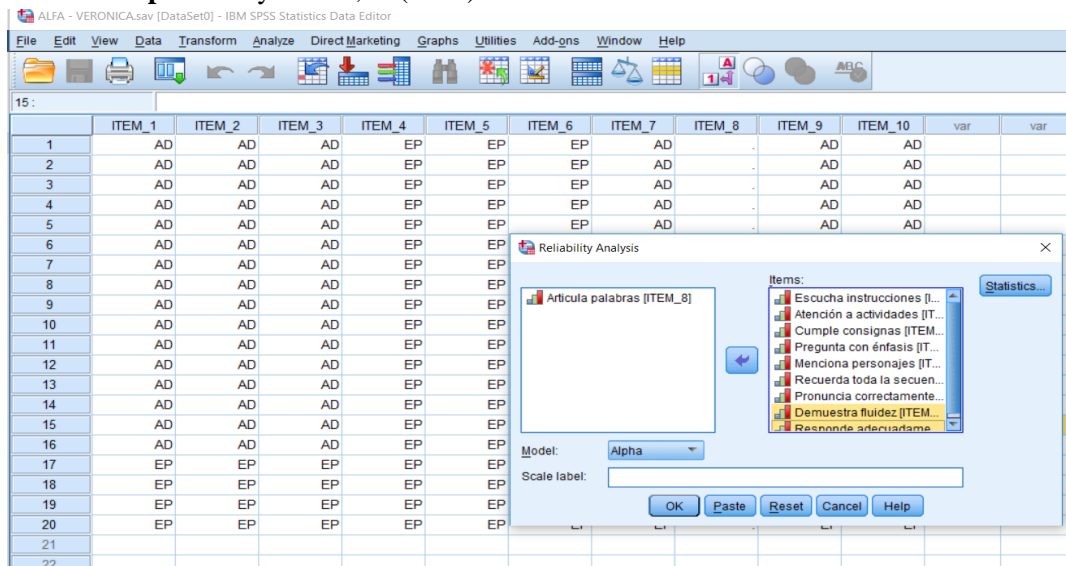 ALFA - VERONICA.sav [DataSet0] - IBM SPSS Statistics Data Editor
File Edit View Data Transform Analyze Direct Marketing Graphs Utilities Add-ons Window Help
15 :
ITEM_1 ITEM_2 ITEM_3 ITEM_4 ITEM_5 ITEM_6 ITEM_7 ITEM_8 ITEM_9 ITEM_10 var var
1 AD AD AD EP EP EP AD . AD AD
2 AD AD AD EP EP EP AD . AD AD
3 AD AD AD EP EP EP AD . AD AD
4 AD AD AD EP EP EP AD . AD AD
5 AD AD AD EP EP EP AD . AD AD
6 AD AD AD EP EP
7 AD AD AD EP EP
8 AD AD AD EP EP
9 AD AD AD EP EP
10 AD AD AD EP EP
11 AD AD AD EP EP
12 AD AD AD EP EP
13 AD AD AD EP EP
14 AD AD AD EP EP
15 AD AD AD EP EP
16 AD AD AD EP EP
17 EP EP EP EP EP
18 EP EP EP EP EP
19 EP EP EP EP EP
20 EP EP EP EP EP
21
22
Reliability Analysis
Items:
Statistics...
Articula palabras [ITEM_8]
Escucha instrucciones [I...
Atención a actividades [IT...
Cumple consignas [ITEM...
Pregunta con énfasis [IT...
Menciona personajes [IT...
Recuerda toda la secuen...
Pronuncia correctamente...
Demuestra fluidez [ITEM...
Responde adecuadame...
Model: Alpha
Scale label:
OK Paste Reset Cancel Help